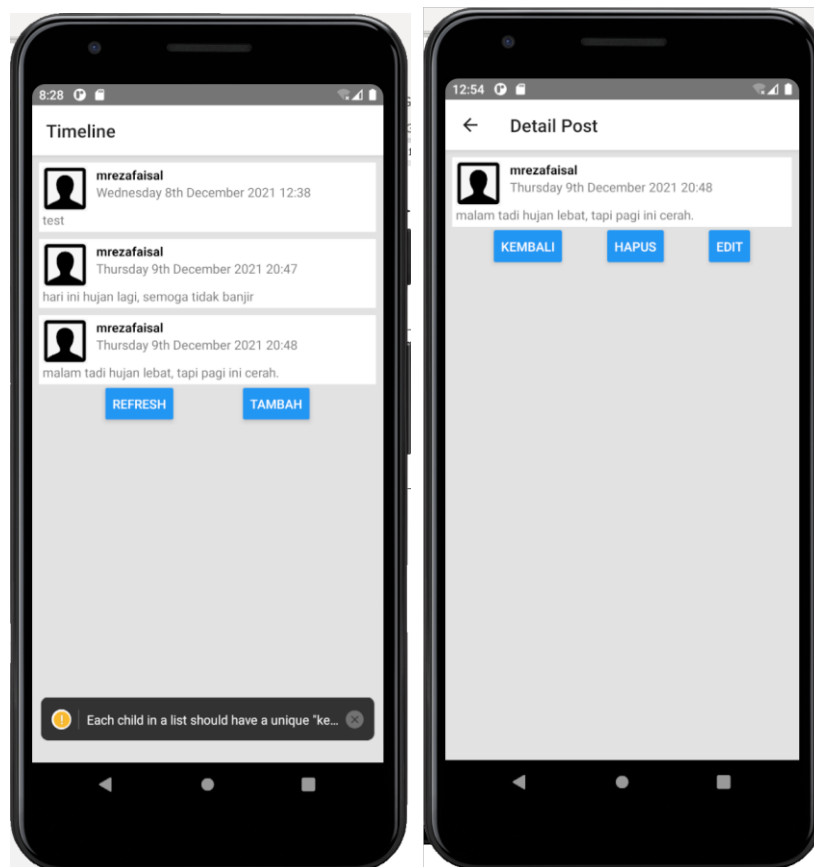 8:28
Timeline
mrezafaisal
Wednesday 8th December 2021 12:38
test
mrezafaisal
Thursday 9th December 2021 20:47
hari ini hujan lagi, semoga tidak banjir
mrezafaisal
Thursday 9th December 2021 20:48
malam tadi hujan lebat, tapi pagi ini cerah.
REFRESH TAMBAH
Each child in a list should have a unique "ke...
12:54
Detail Post
mrezafaisal
Thursday 9th December 2021 20:48
malam tadi hujan lebat, tapi pagi ini cerah.
KEMBALI HAPUS EDIT